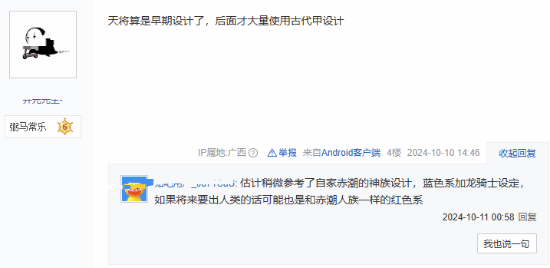 天将算是早期设计了，后面才大量使用古代甲设计
弼马常乐 6
IP属地:广西 举报 来自Android客户端 4楼 2024-10-10 14:46 收起回复
估计稍微参考了自家赤潮的神族设计，蓝色系加龙骑士设定，
如果将来要出人类的话可能也是和赤潮人族一样的红色系
2024-10-11 00:58 回复
我也说一句